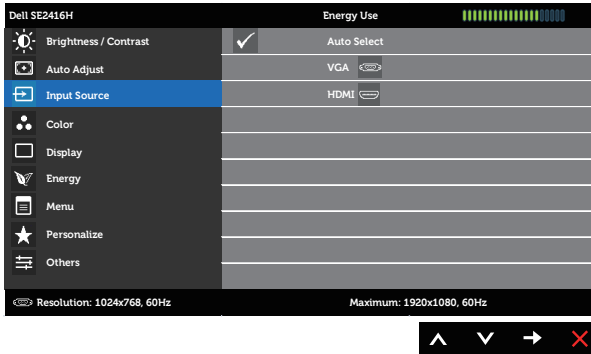 Dell SE2416H Energy Use
Brightness / Contrast Auto Select
Auto Adjust VGA
Input Source HDMI
Color
Display
Energy
Menu
Personalize
Others
Resolution: 1024x768, 60Hz Maximum: 1920x1080, 60Hz